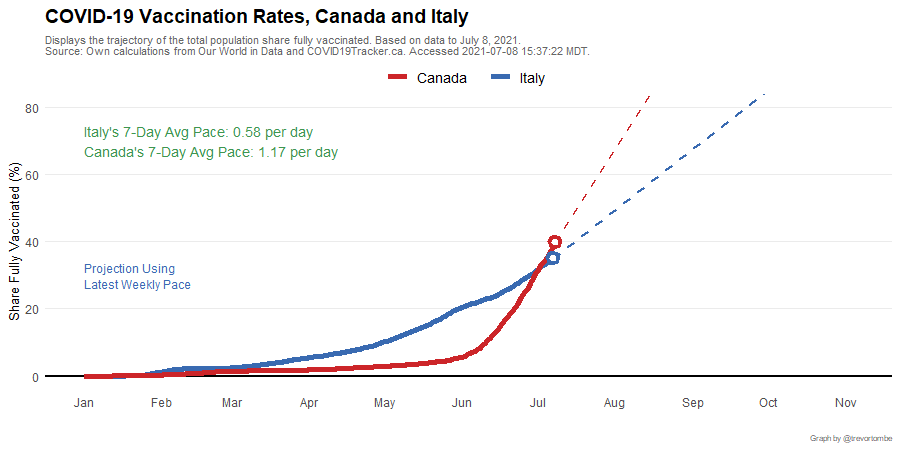 COVID-19 Vaccination Rates, Canada and Italy
Displays the trajectory of the total population share fully vaccinated. Based on data to July 8, 2021.
Source: Own calculations from Our World in Data and COVID19Tracker.ca. Accessed 2021-07-08 15:37:22 MDT.
Canada Italy
Share Fully Vaccinated (%)
80
60
40
20
0
Italy's 7-Day Avg Pace: 0.58 per day
Canada's 7-Day Avg Pace: 1.17 per day
Projection Using
Latest Weekly Pace
Jan Feb Mar Apr May Jun Jul Aug Sep Oct Nov
Graph by @trevortombe